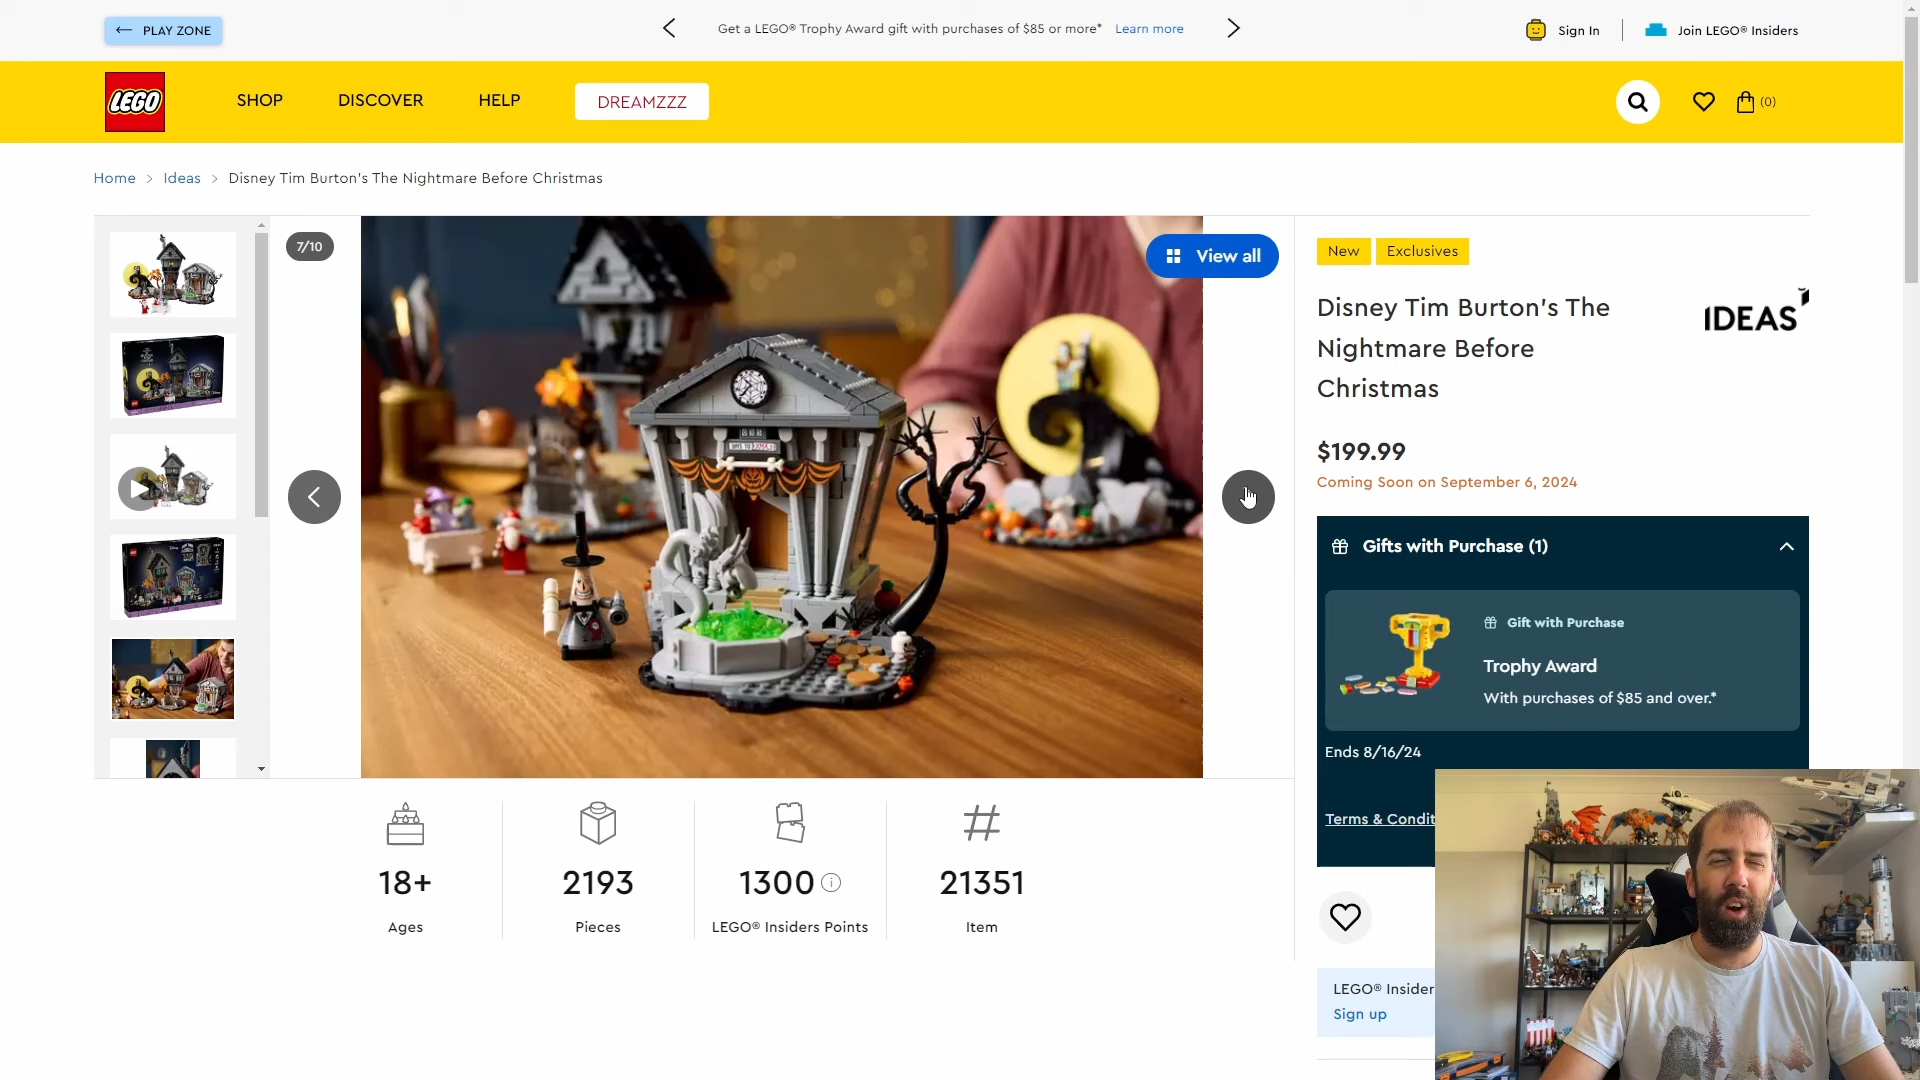 PLAY ZONE
Get a LEGO® Trophy Award gift with purchases of $85 or more* Learn more
Sign In
Join LEGO® Insiders
LEGO
SHOP
DISCOVER
HELP
DREAMZZZ
(0)
Home > Ideas > Disney Tim Burton's The Nightmare Before Christmas
7/10
View all
New
Exclusives
Disney Tim Burton's The
Nightmare Before
Christmas
IDEAS
$199.99
Coming Soon on September 6, 2024
Gifts with Purchase (1)
Gift with Purchase
Trophy Award
With purchases of $85 and over.*
Ends 8/16/24
Terms & Condit
18+
Ages
2193
Pieces
1300
LEGO® Insiders Points
#
21351
Item
LEGO® Insider
Sign up